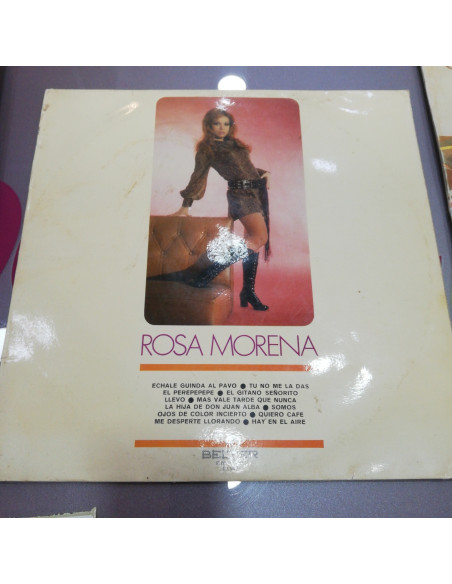 ROSA MORENA
ECHALE GUINDA AL PAVO ● TU NO ME LA DAS
EL PEREPEPEPE ● EL GITANO SEÑORITO
LLEVO ● MAS VALE TARDE QUE NUNCA
LA HIJA DE DON JUAN ALBA ● SOMOS
OJOS DE COLOR INCIERTO ● QUIERO CAFE
ME DESPERTE LLORANDO ● HAY EN EL AIRE
BELTER